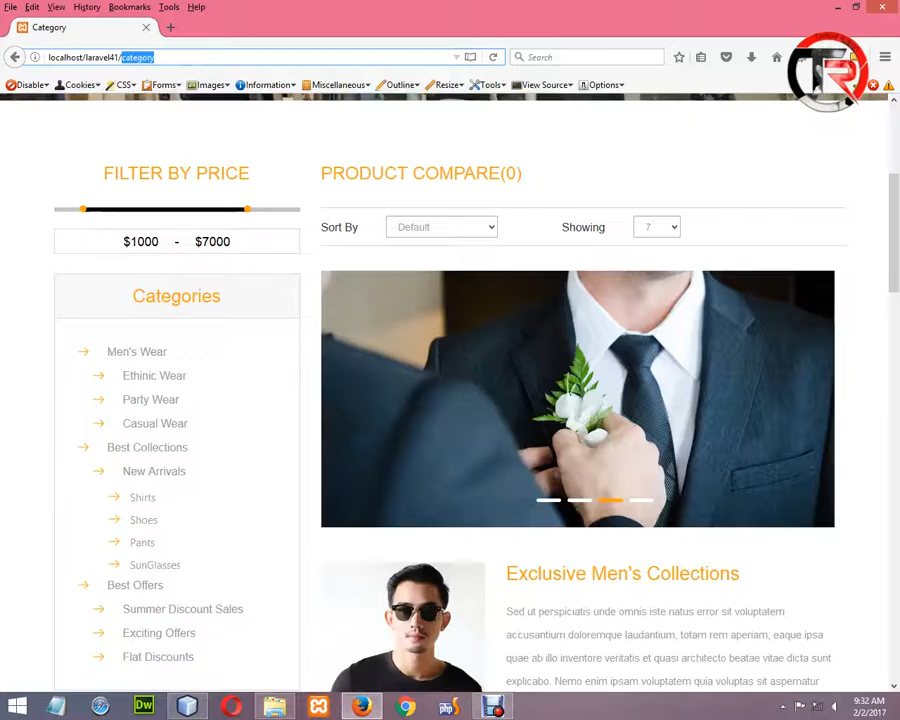 File Edit View History Bookmarks Tools Help
Category
localhost/laravel41/category
Search
Disable Cookies CSS Forms Images Information Miscellaneous Outline Resize Tools View Source Options
TR
FILTER BY PRICE
PRODUCT COMPARE(0)
Sort By Default Showing 7
$1000 - $7000
Categories
Men's Wear
Ethinic Wear
Party Wear
Casual Wear
Best Collections
New Arrivals
Shirts
Shoes
Pants
SunGlasses
Best Offers
Summer Discount Sales
Exciting Offers
Flat Discounts
Exclusive Men's Collections
Sed ut perspiciatis unde omnis iste natus error sit voluptatem
accusantium doloremque laudantium, totam rem aperiam, eaque ipsa
quae ab illo inventore veritatis et quasi architecto beatae vitae dicta sunt
explicabo. Nemo enim ipsam voluptatem quia voluptas sit aspernatur
Dw
9:32 AM
2/2/2017